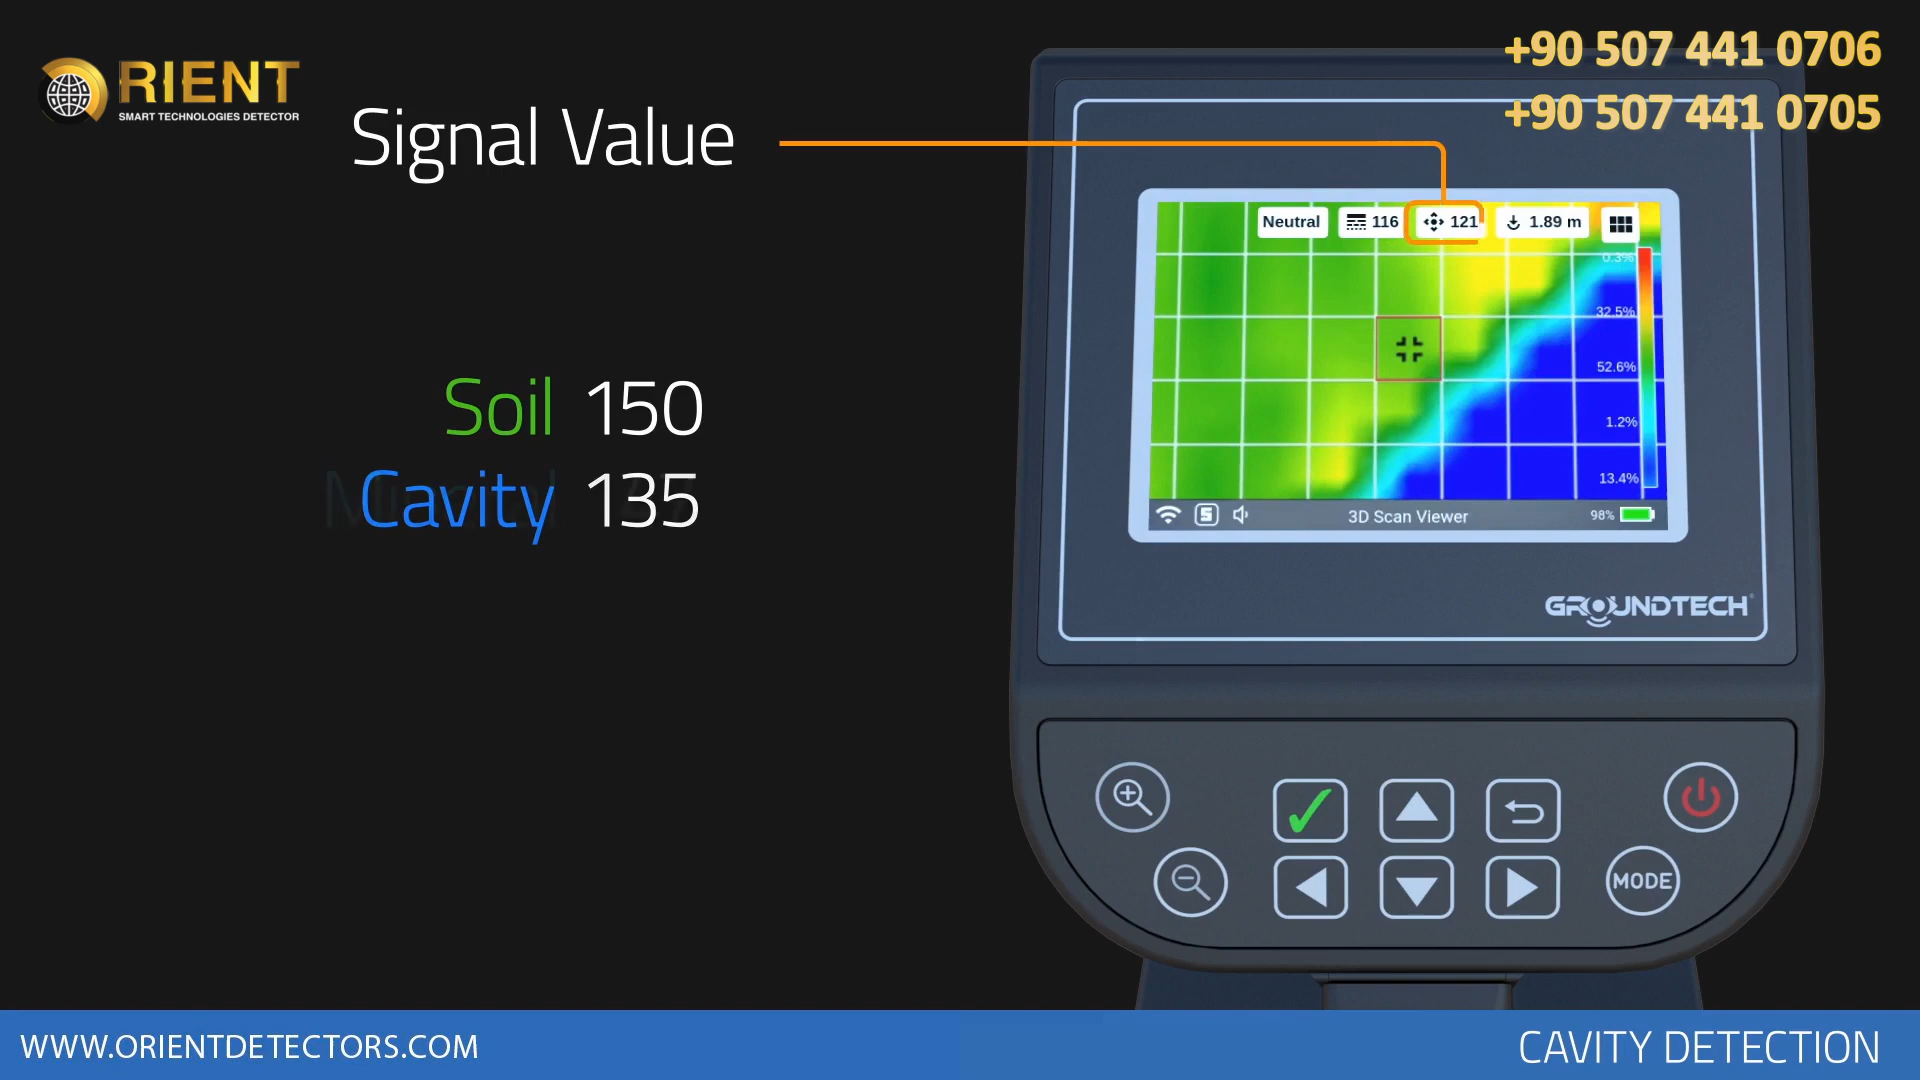 +90 507 441 0706
+90 507 441 0705
ORIENT
SMART TECHNOLOGIES DETECTOR
Signal Value
Neutral 116 121 1.89 m
0.3%
32.5%
52.6%
1.2%
13.4%
Soil 150
Cavity 135
S 3D Scan Viewer 98%
GROUNDTECH
MODE
WWW.ORIENTDETECTORS.COM
CAVITY DETECTION